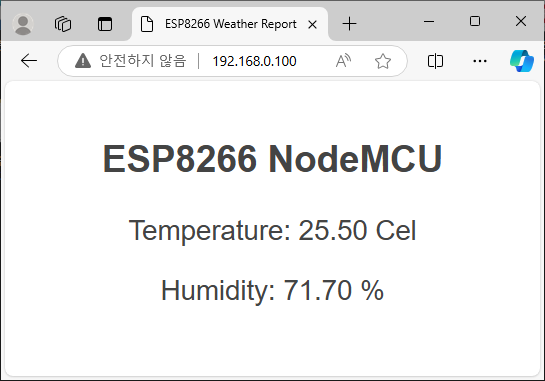 ESP8266 Weather Report
안전하지 않음 192.168.0.100
ESP8266 NodeMCU
Temperature: 25.50 Cel
Humidity: 71.70 %